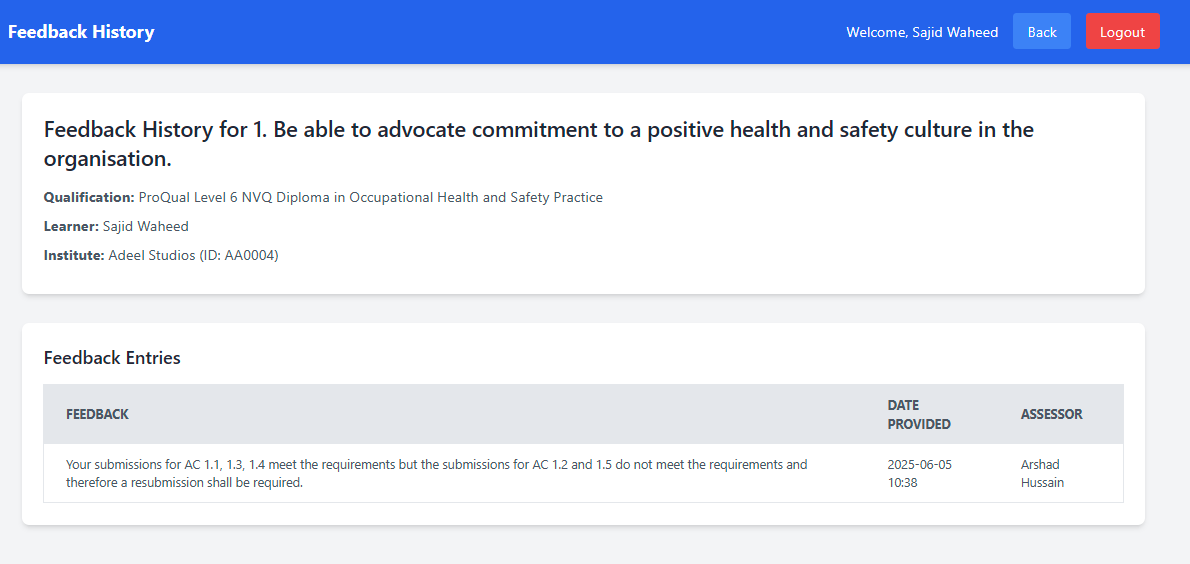 Feedback History
Welcome, Sajid Waheed
Back
Logout
Feedback History for 1. Be able to advocate commitment to a positive health and safety culture in the
organisation.
Qualification: ProQual Level 6 NVQ Diploma in Occupational Health and Safety Practice
Learner: Sajid Waheed
Institute: Adeel Studios (ID: AA0004)
Feedback Entries
FEEDBACK
DATE
PROVIDED
ASSESSOR
Your submissions for AC 1.1, 1.3, 1.4 meet the requirements but the submissions for AC 1.2 and 1.5 do not meet the requirements and
therefore a resubmission shall be required.
2025-06-05
10:38
Arshad
Hussain